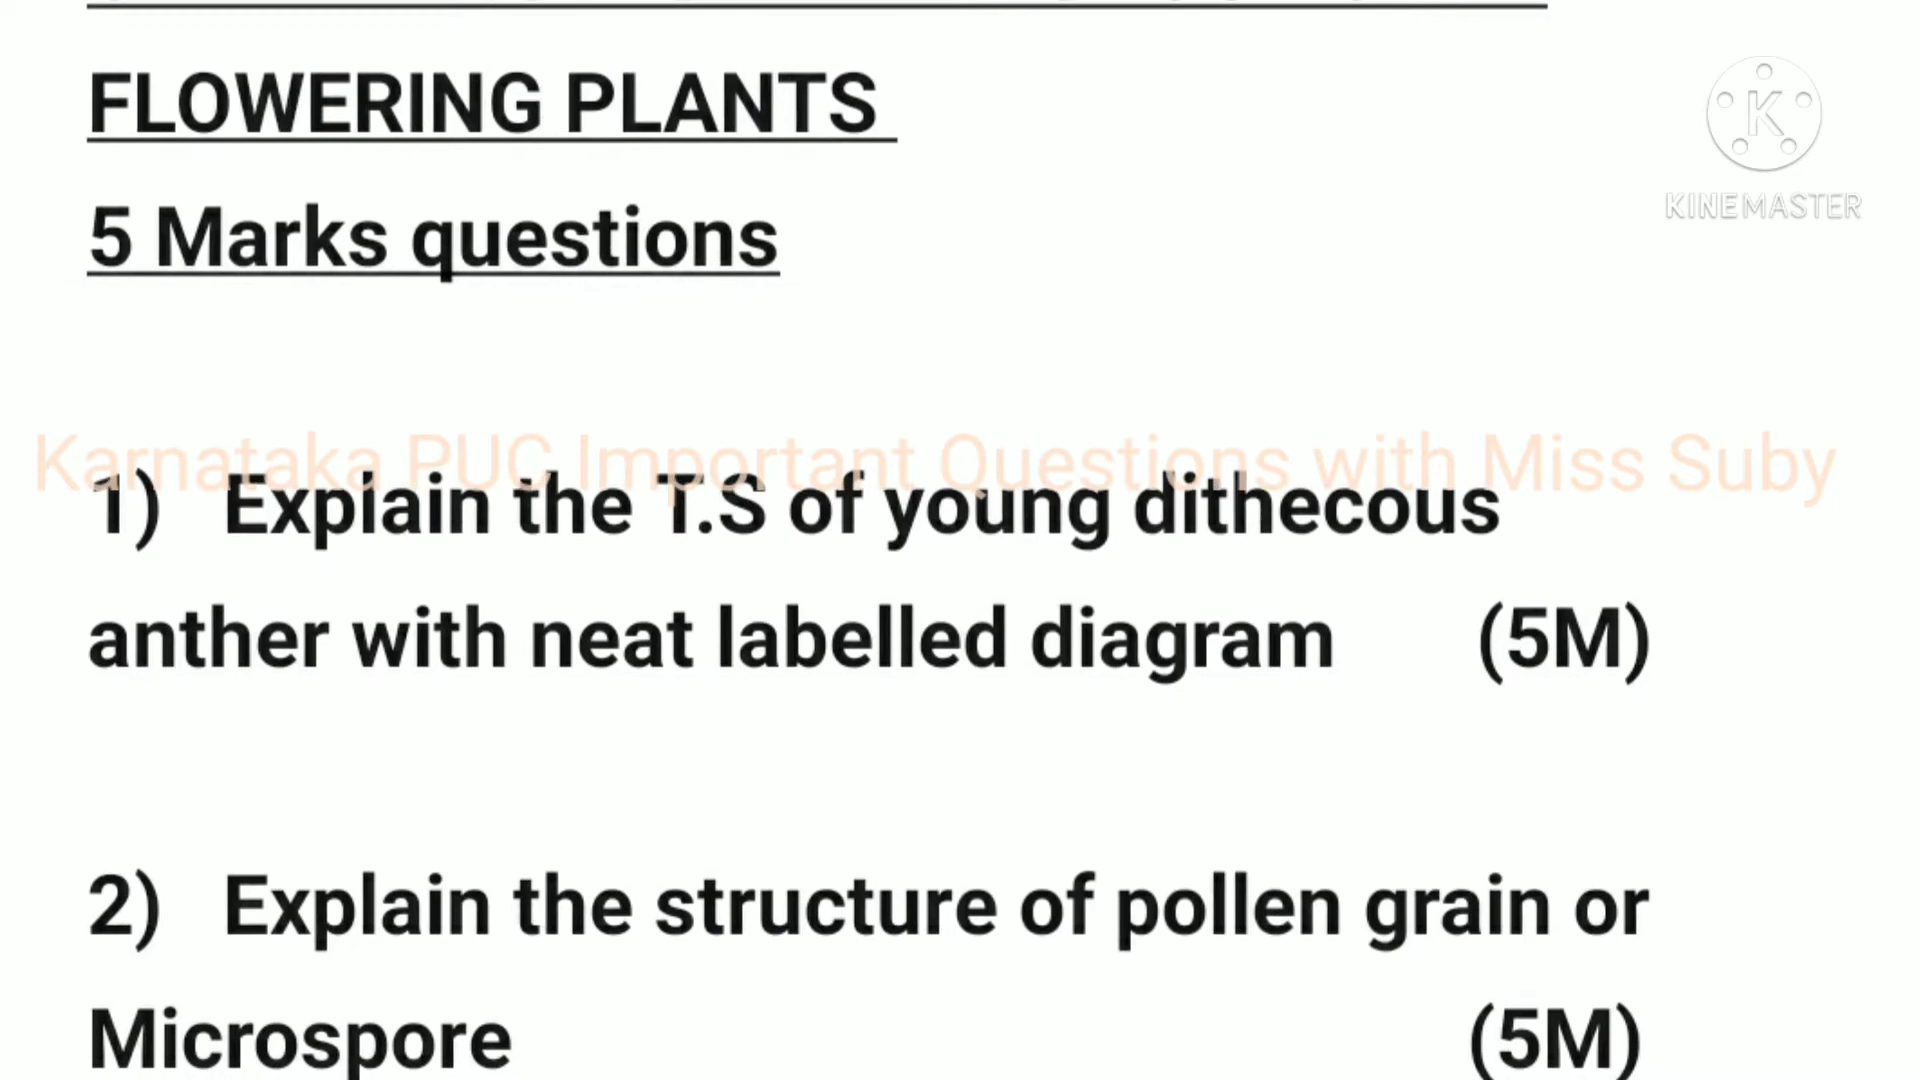 FLOWERING PLANTS
K
KINEMASTER
5 Marks questions
Karnataka PUC Important Questions with Miss Suby
1) Explain the T.S of young dithecous
anther with neat labelled diagram (5M)
2) Explain the structure of pollen grain or
Microspore (5M)